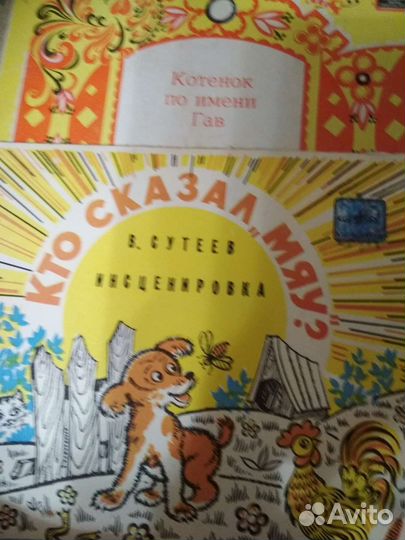 Котенок
по имени
Гав
КТО СКАЗАЛ „МЯУ"?
В. СУТЕЕВ
ИНСЦЕНИРОВКА
Avito